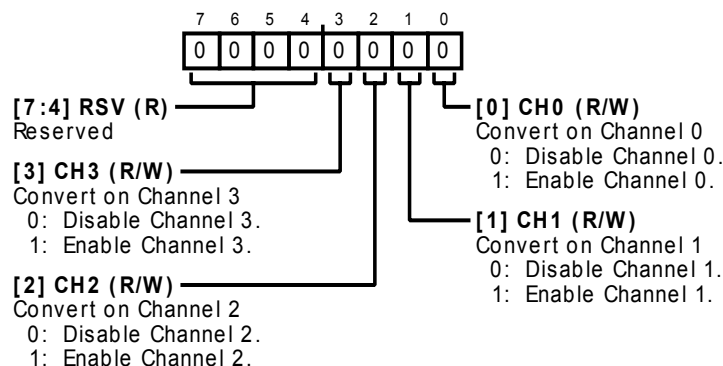 7 6 5 4 3 2 1 0
0 0 0 0 0 0 0 0
[7:4] RSV (R)
Reserved
[3] CH3 (R/W)
Convert on Channel 3
0: Disable Channel 3.
1: Enable Channel 3.
[2] CH2 (R/W)
Convert on Channel 2
0: Disable Channel 2.
1: Enable Channel 2.
[0] CH0 (R/W)
Convert on Channel 0
0: Disable Channel 0.
1: Enable Channel 0.
[1] CH1 (R/W)
Convert on Channel 1
0: Disable Channel 1.
1: Enable Channel 1.